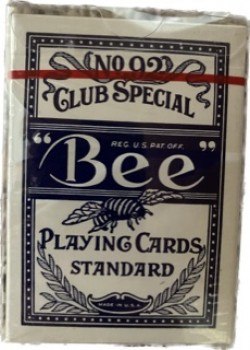 No. 92
CLUB SPECIAL
REG. U.S. PAT. OFF.
"Bee"
PLAYING CARDS
STANDARD
MADE IN U.S.A.